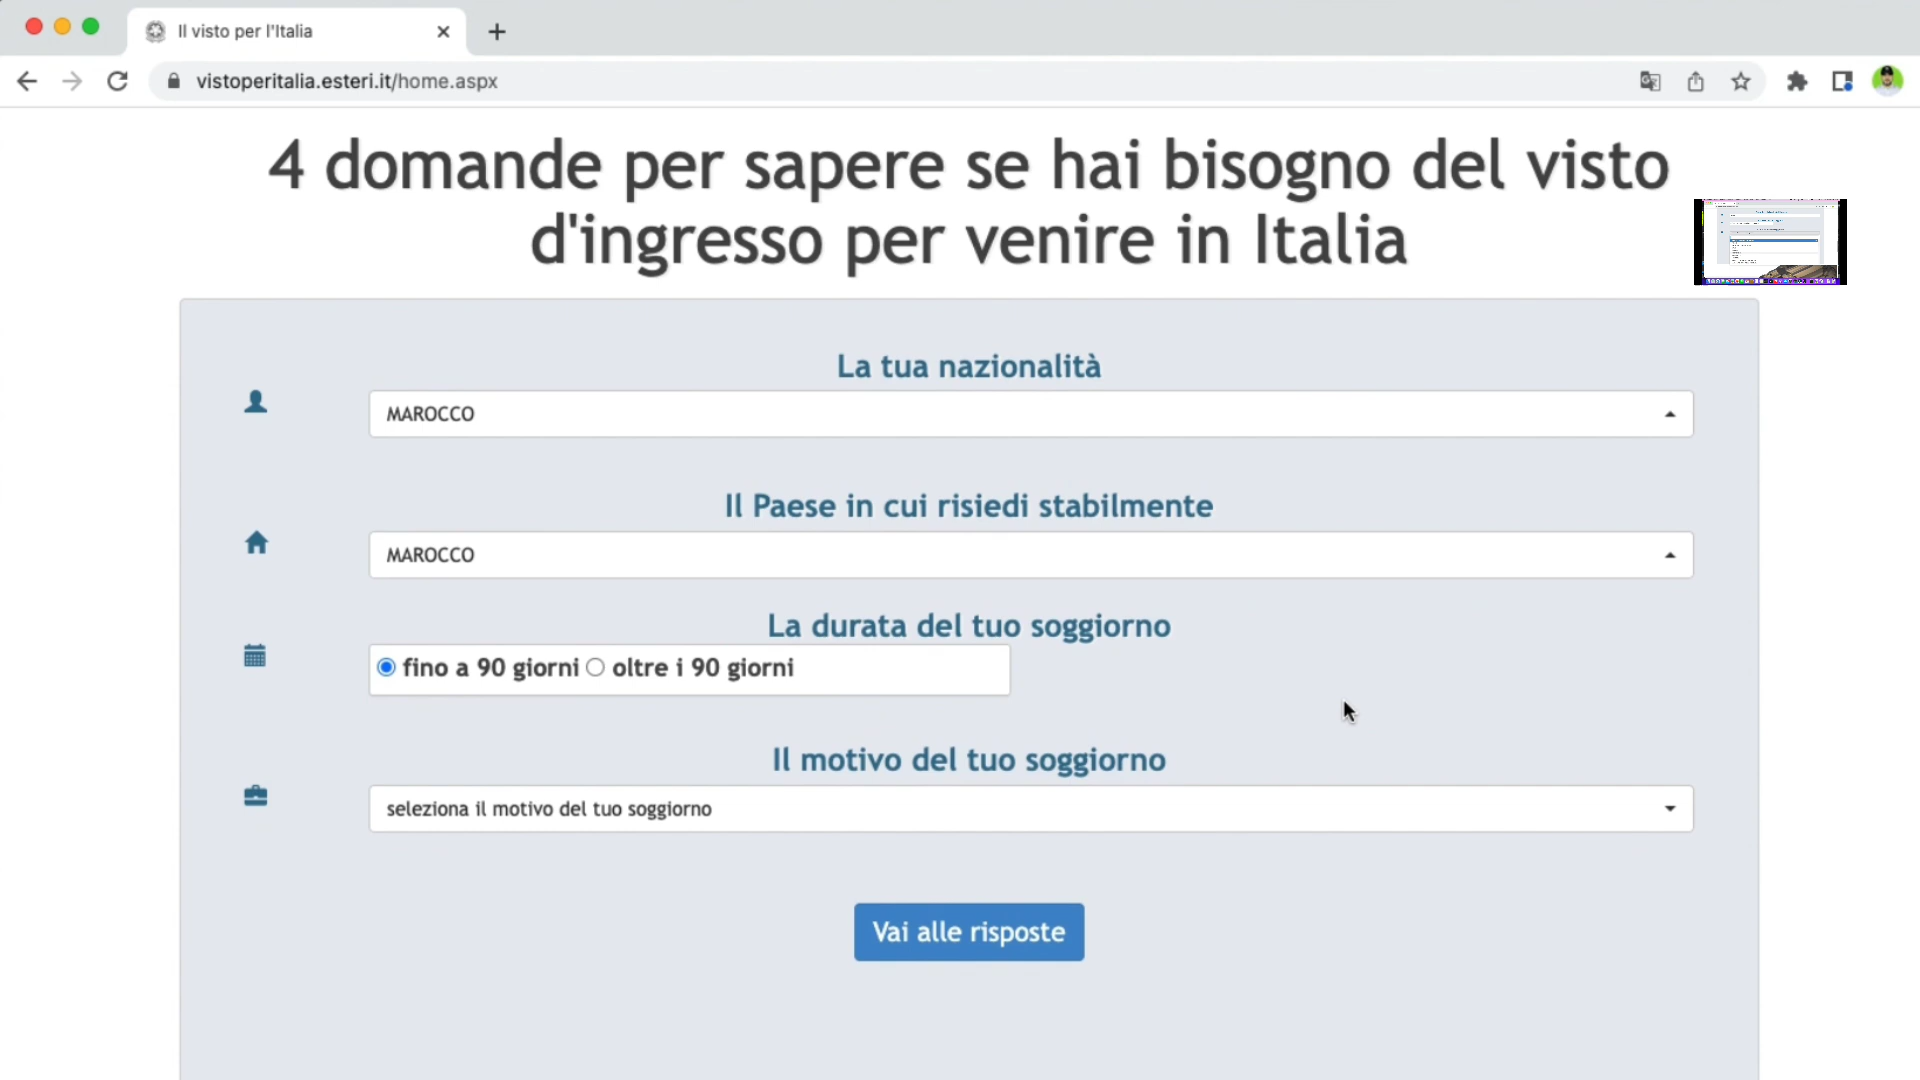 Il visto per l'Italia
vistoperitalia.esteri.it/home.aspx
4 domande per sapere se hai bisogno del visto
d'ingresso per venire in Italia
La tua nazionalità
MAROCCO
Il Paese in cui risiedi stabilmente
MAROCCO
La durata del tuo soggiorno
fino a 90 giorni oltre i 90 giorni
Il motivo del tuo soggiorno
seleziona il motivo del tuo soggiorno
Vai alle risposte